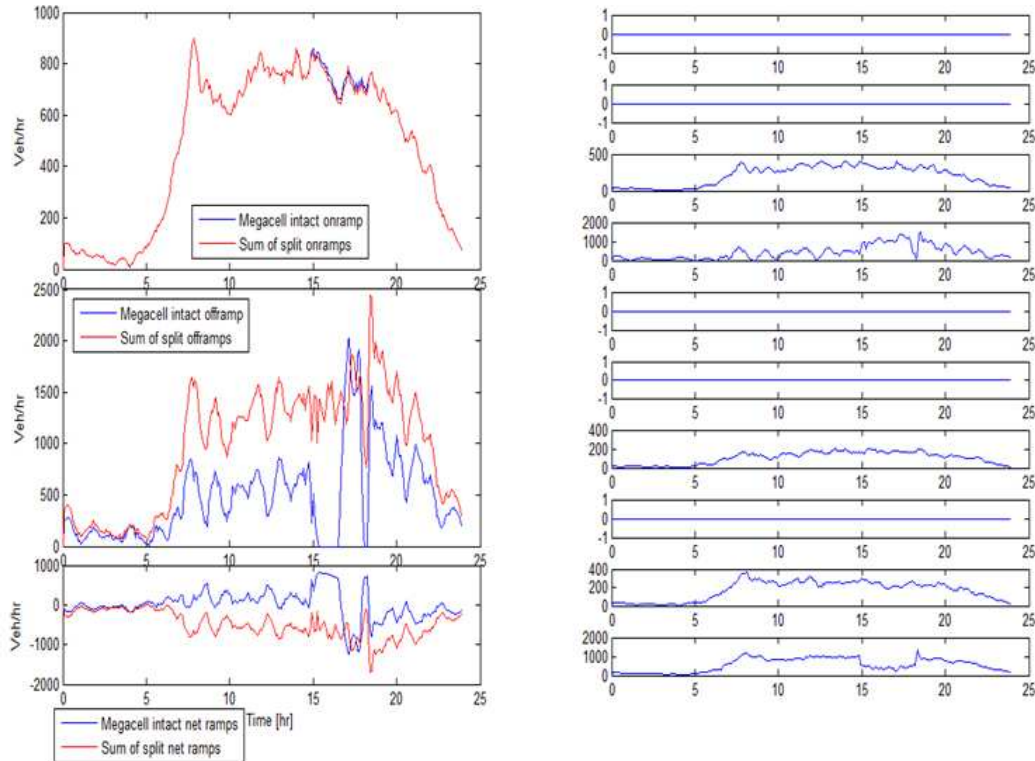 1000
800
600
400
200
0
Veh/hr
Megacell intact onramp
Sum of split onramps
0 5 10 15 20 25
2500
2000
1500
1000
500
0
Veh/hr
Megacell intact offramp
Sum of split offramps
0 5 10 15 20 25
1000
0
-1000
-2000
Veh/hr
0 5 10 15 20 25
Time [hr]
Megacell intact net ramps
Sum of split net ramps
1
0
-1
0 5 10 15 20 25
1
0
-1
0 5 10 15 20 25
500
0
0 5 10 15 20 25
2000
1000
0
0 5 10 15 20 25
1
0
-1
0 5 10 15 20 25
1
0
-1
0 5 10 15 20 25
400
200
0
0 5 10 15 20 25
1
0
-1
0 5 10 15 20 25
400
200
0
0 5 10 15 20 25
2000
1000
0
0 5 10 15 20 25